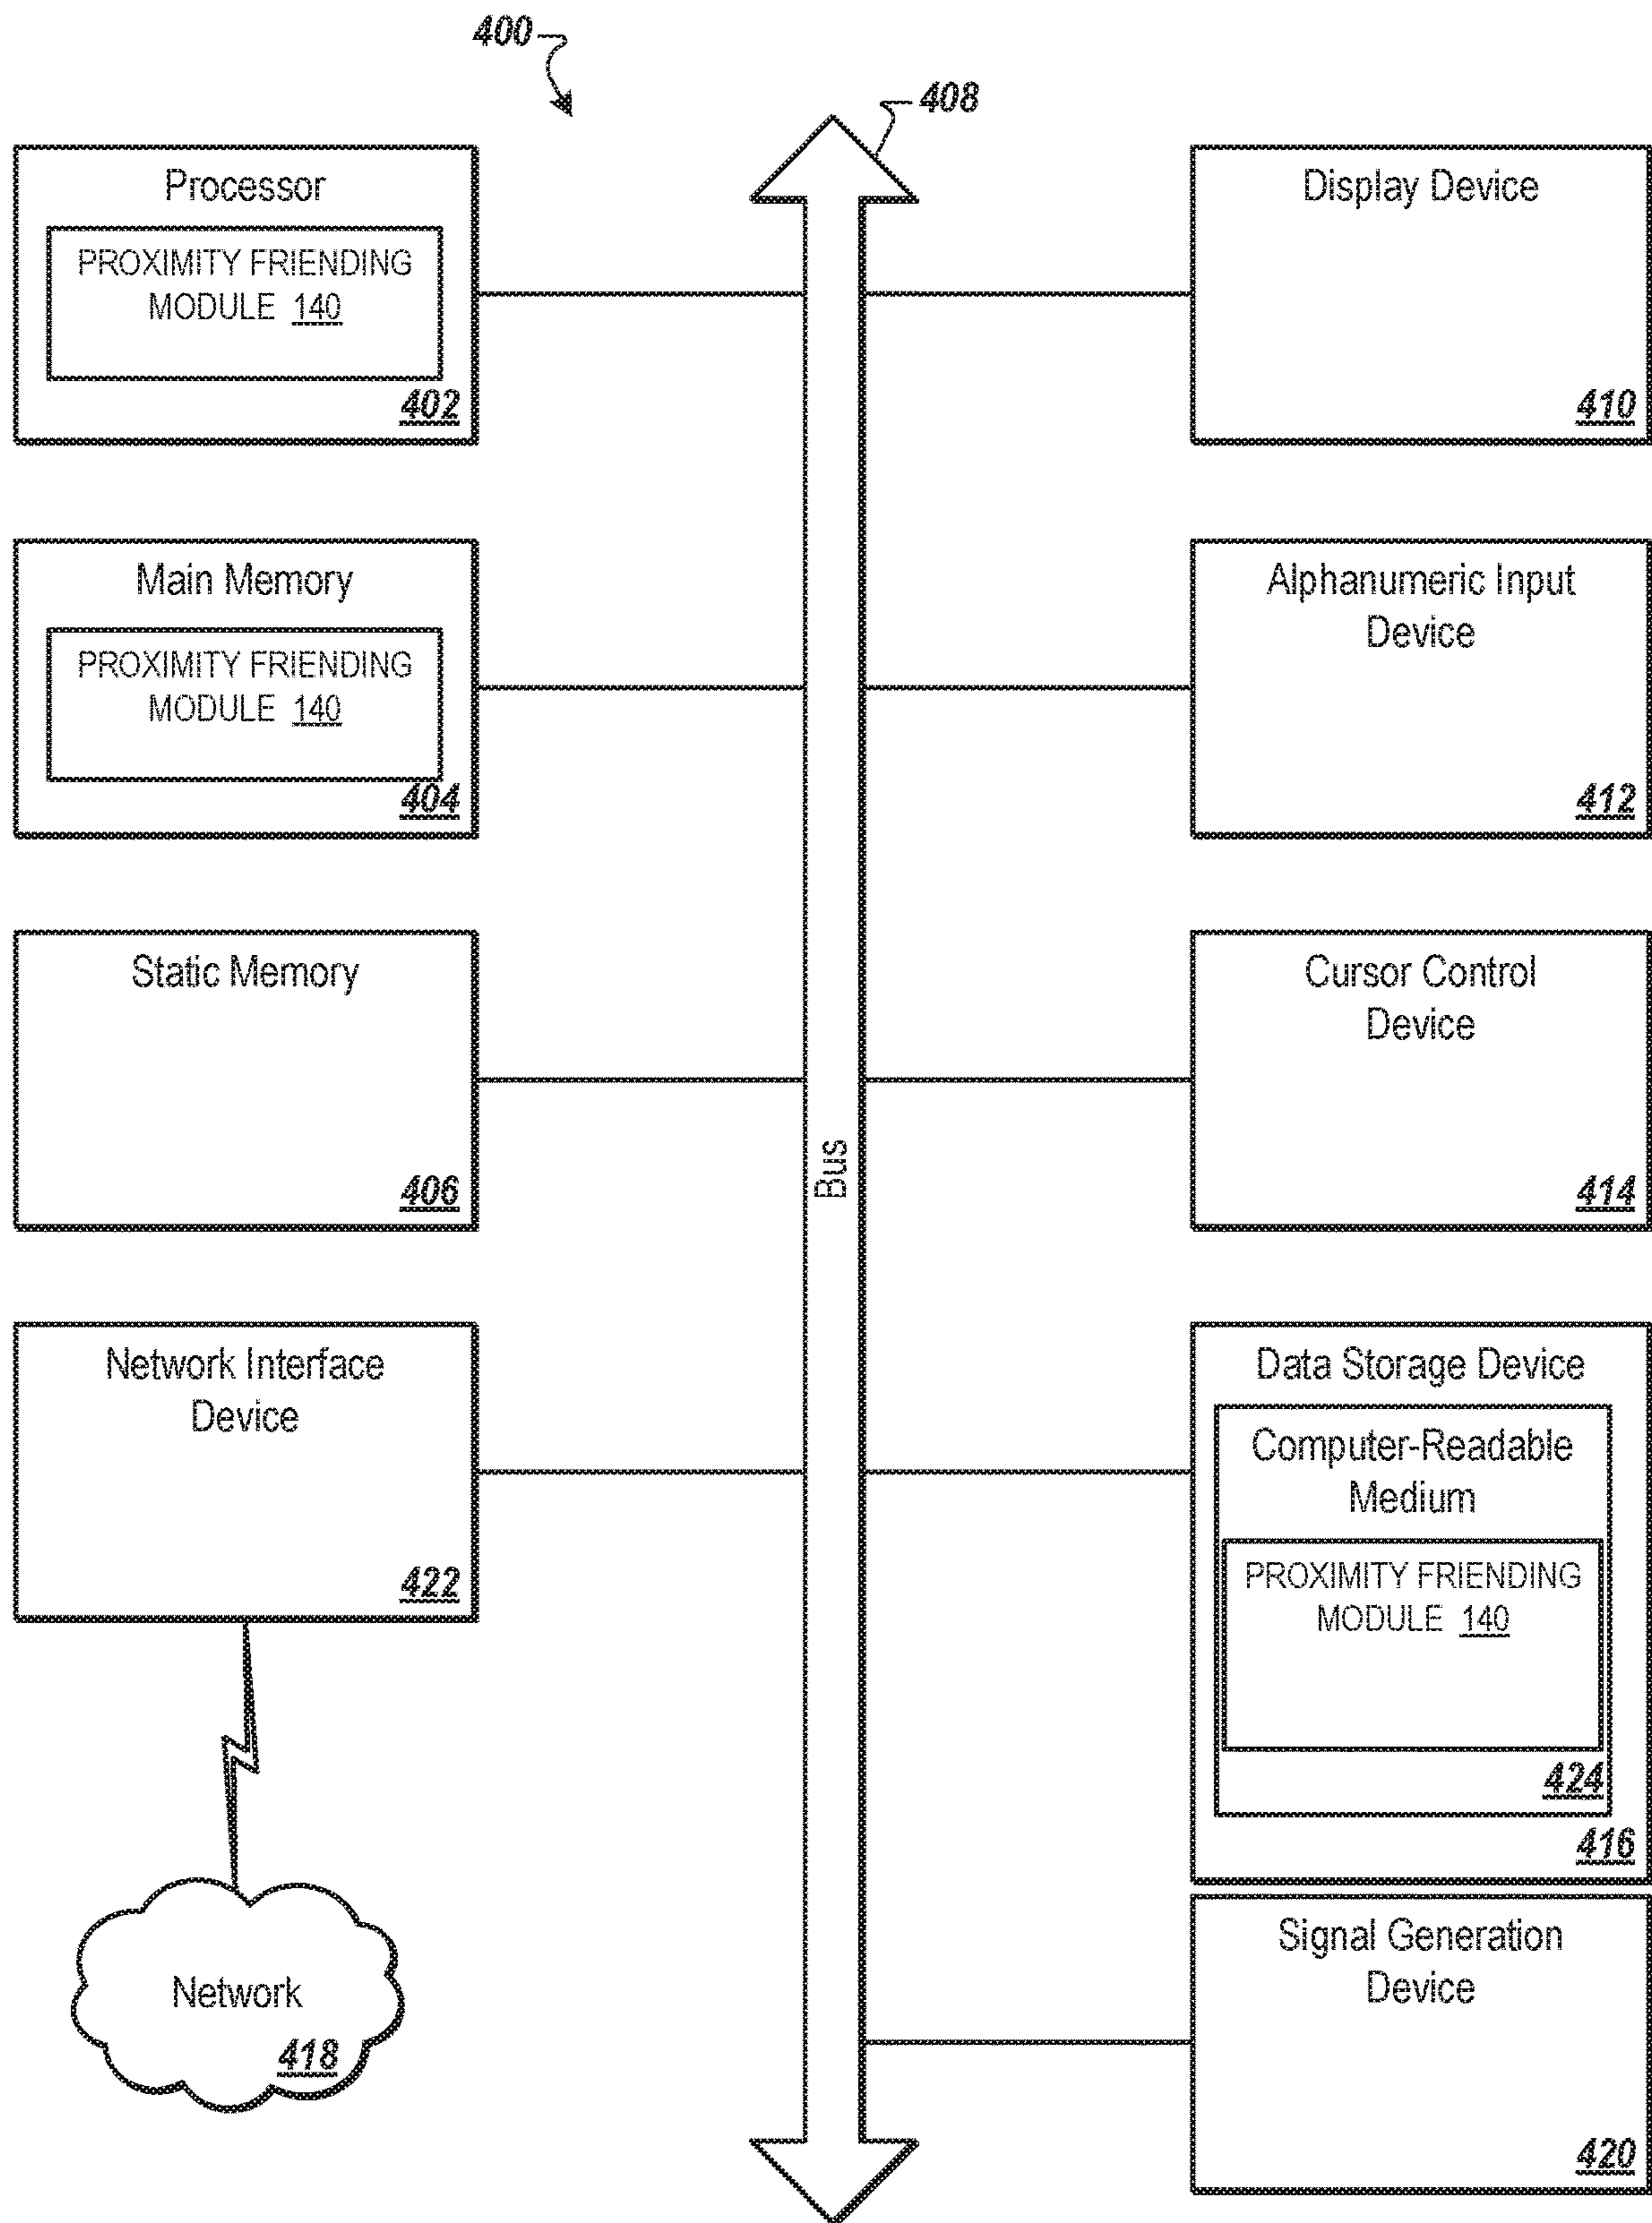 400
408
Processor
PROXIMITY FRIENDING
MODULE 140
402
Display Device
410
Main Memory
PROXIMITY FRIENDING
MODULE 140
404
Alphanumeric Input
Device
412
Static Memory
406
Cursor Control
Device
414
Bus
Network Interface
Device
422
Data Storage Device
Computer-Readable
Medium
PROXIMITY FRIENDING
MODULE 140
424
416
Network
418
Signal Generation
Device
420